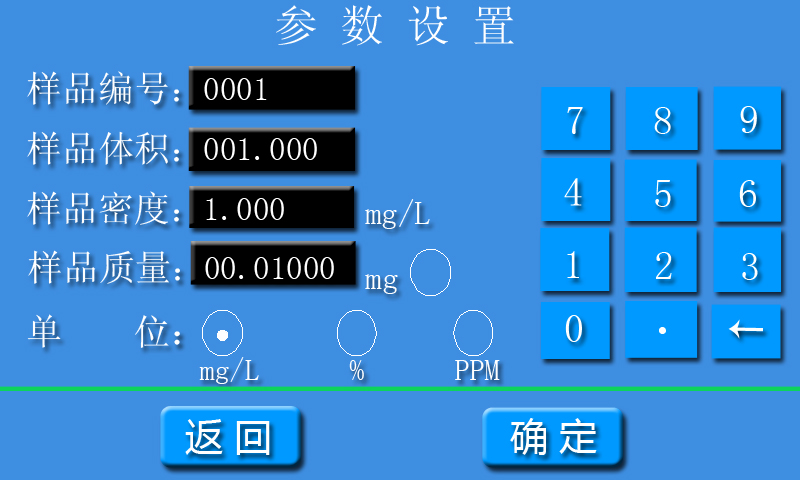 参数设置
样品编号：0001
样品体积：001.000
样品密度：1.000 mg/L
样品质量：00.01000 mg
单 位：
mg/L % PPM
7 8 9
4 5 6
1 2 3
0 . ←
返回 确定